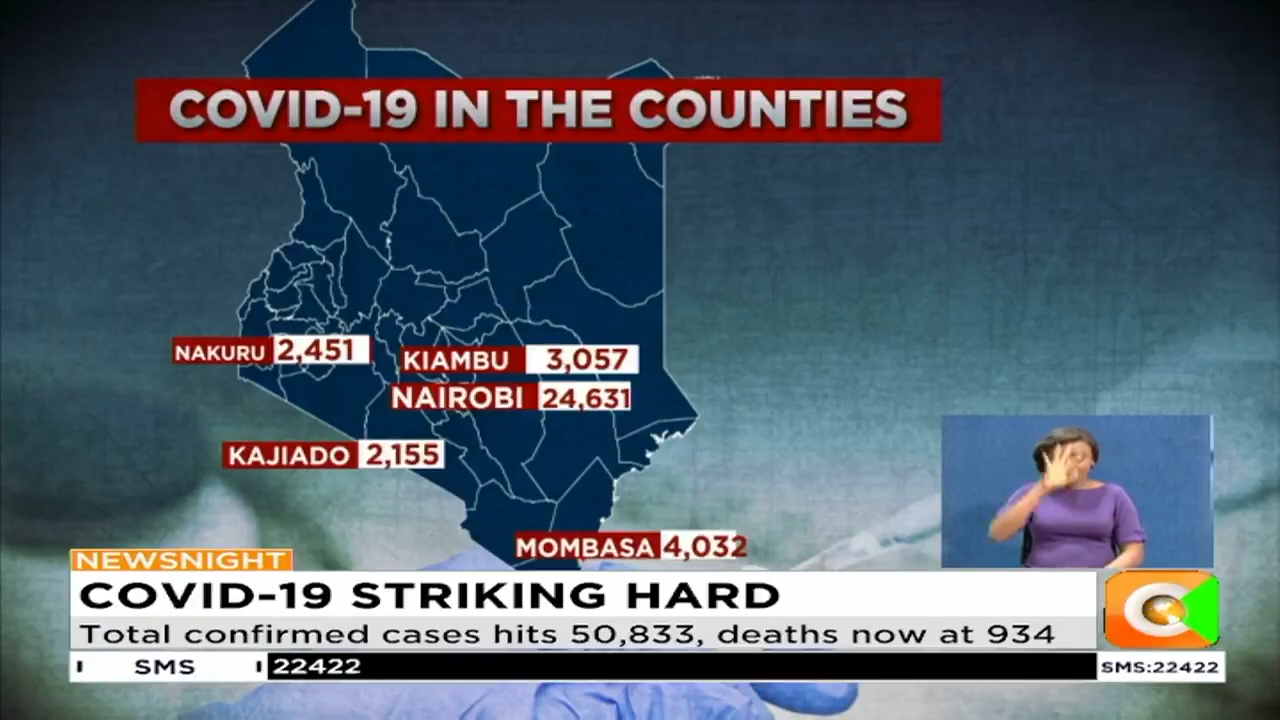 COVID-19 IN THE COUNTIES
NAKURU 2,451
KIAMBU 3,057
NAIROBI 24,631
KAJIADO 2,155
MOMBASA 4,032
NEWSNIGHT
COVID-19 STRIKING HARD
Total confirmed cases hits 50,833, deaths now at 934
SMS 22422 SMS:22422